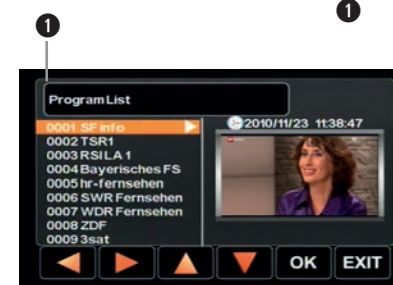 1
1
Program List
0001 SF info
2010/11/23 11:38:47
0002 TSR1
0003 RSI LA 1
0004 Bayerisches FS
0005 hr-fernsehen
0006 SWR Fernsehen
0007 WDR Fernsehen
0008 ZDF
0009 3sat
OK EXIT